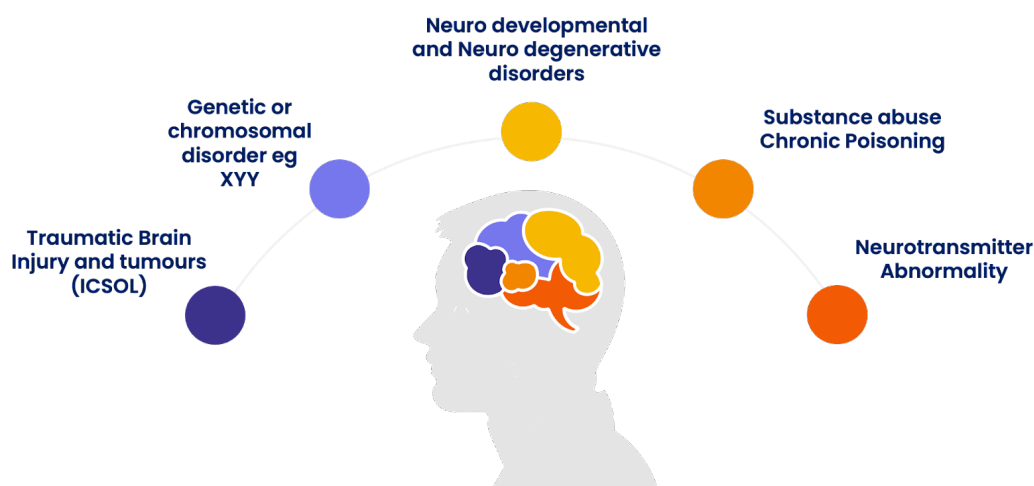 Neuro developmental
and Neuro degenerative
disorders
Genetic or
chromosomal
disorder eg
XYY
Substance abuse
Chronic Poisoning
Traumatic Brain
Injury and tumours
(ICSOL)
Neurotransmitter
Abnormality